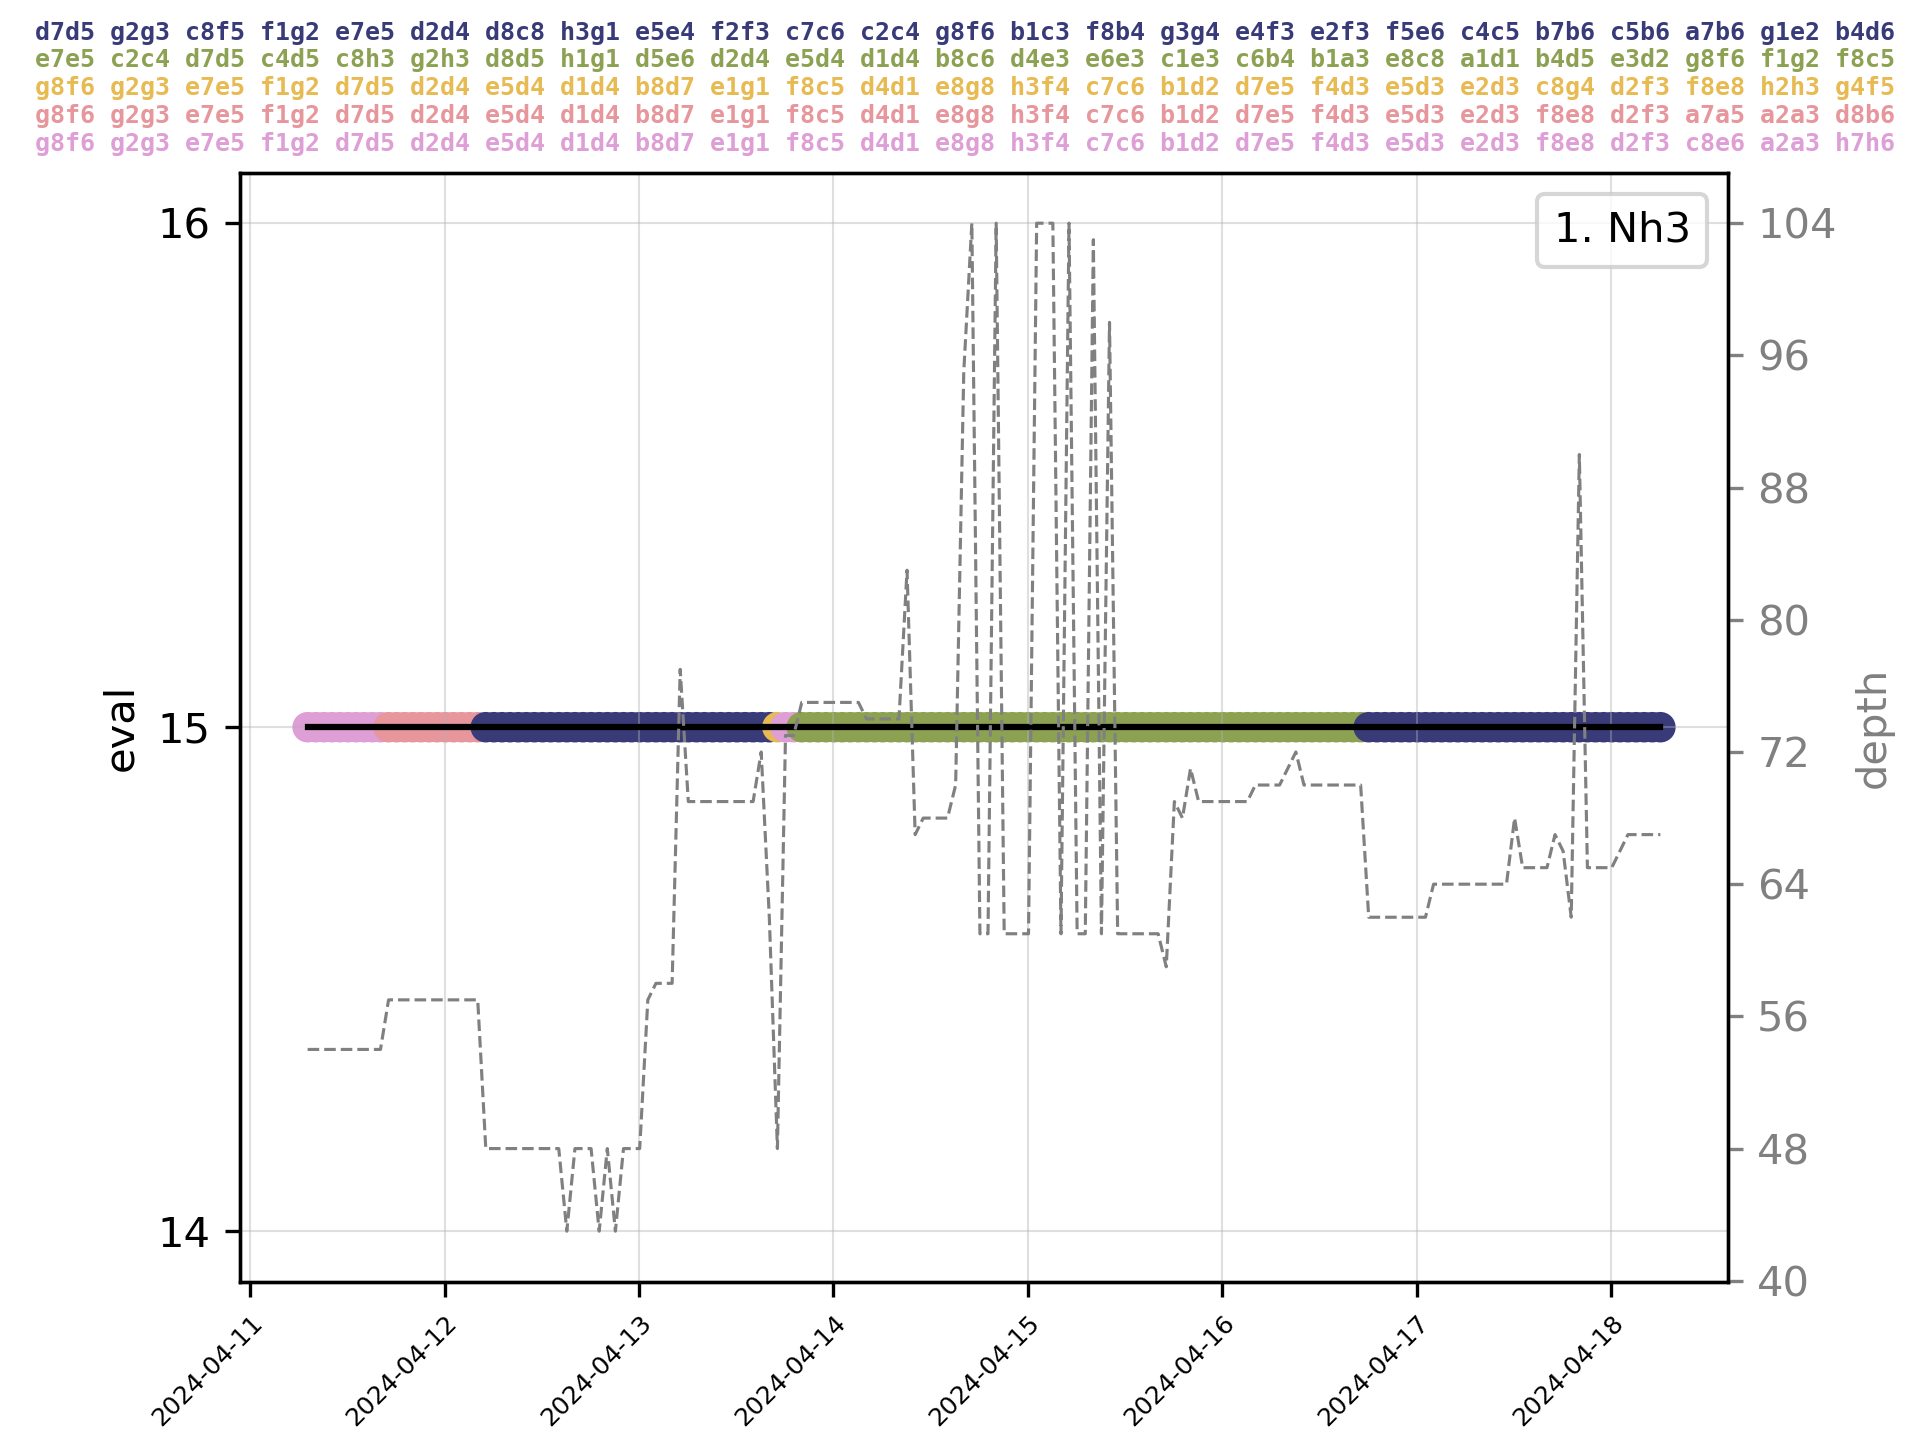 d7d5 g2g3 c8f5 f1g2 e7e5 d2d4 d8c8 h3g1 e5e4 f2f3 c7c6 c2c4 g8f6 b1c3 f8b4 g3g4 e4f3 e2f3 f5e6 c4c5 b7b6 c5b6 a7b6 g1e2 b4d6
e7e5 c2c4 d7d5 c4d5 c8h3 g2h3 d8d5 h1g1 d5e6 d2d4 e5d4 d1d4 b8c6 d4e3 e6e3 c1e3 c6b4 b1a3 e8c8 a1d1 b4d5 e3d2 g8f6 f1g2 f8c5
g8f6 g2g3 e7e5 f1g2 d7d5 d2d4 e5d4 d1d4 b8d7 e1g1 f8c5 d4d1 e8g8 h3f4 c7c6 b1d2 d7e5 f4d3 e5d3 e2d3 c8g4 d2f3 f8e8 h2h3 g4f5
g8f6 g2g3 e7e5 f1g2 d7d5 d2d4 e5d4 d1d4 b8d7 e1g1 f8c5 d4d1 e8g8 h3f4 c7c6 b1d2 d7e5 f4d3 e5d3 e2d3 f8e8 d2f3 a7a5 a2a3 d8b6
g8f6 g2g3 e7e5 f1g2 d7d5 d2d4 e5d4 d1d4 b8d7 e1g1 f8c5 d4d1 e8g8 h3f4 c7c6 b1d2 d7e5 f4d3 e5d3 e2d3 f8e8 d2f3 c8e6 a2a3 h7h6
1. Nh3
16
15
14
eval
104
96
88
80
72
64
56
48
40
depth
2024-04-11
2024-04-12
2024-04-13
2024-04-14
2024-04-15
2024-04-16
2024-04-17
2024-04-18